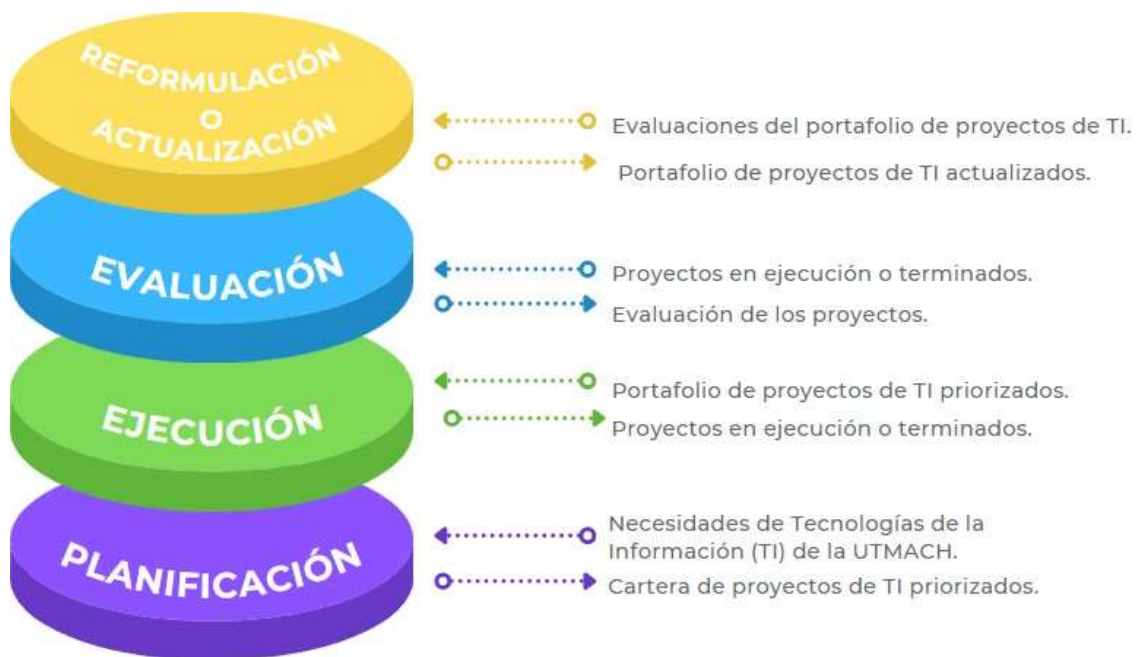 REFORMULACIÓN
O
ACTUALIZACIÓN
Evaluaciones del portafolio de proyectos de TI.
Portafolio de proyectos de TI actualizados.
EVALUACIÓN
Proyectos en ejecución o terminados.
Evaluación de los proyectos.
EJECUCIÓN
Portafolio de proyectos de TI priorizados.
Proyectos en ejecución o terminados.
PLANIFICACIÓN
Necesidades de Tecnologías de la
Información (TI) de la UTMACH.
Cartera de proyectos de TI priorizados.